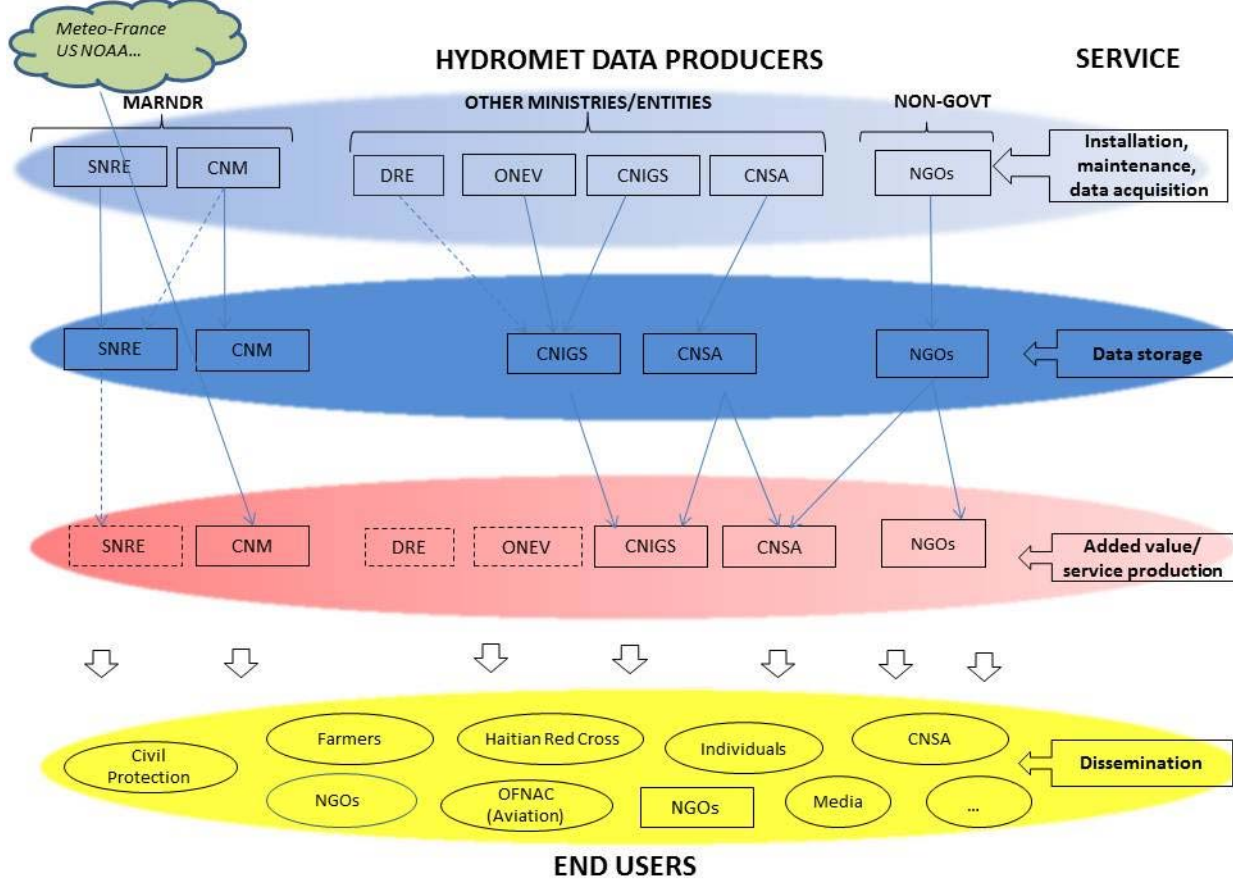 Meteo-France
US NOAA...
HYDROMET DATA PRODUCERS
SERVICE
MARNDR
OTHER MINISTRIES/ENTITIES
NON-GOVT
SNRE
CNM
DRE
ONEV
CNIGS
CNSA
NGOs
Installation,
maintenance,
data acquisition
SNRE
CNM
CNIGS
CNSA
NGOs
Data storage
SNRE
CNM
DRE
ONEV
CNIGS
CNSA
NGOs
Added value/
service production
Civil
Protection
Farmers
Haitian Red Cross
Individuals
CNSA
NGOs
OFNAC
(Aviation)
NGOs
Media
...
Dissemination
END USERS